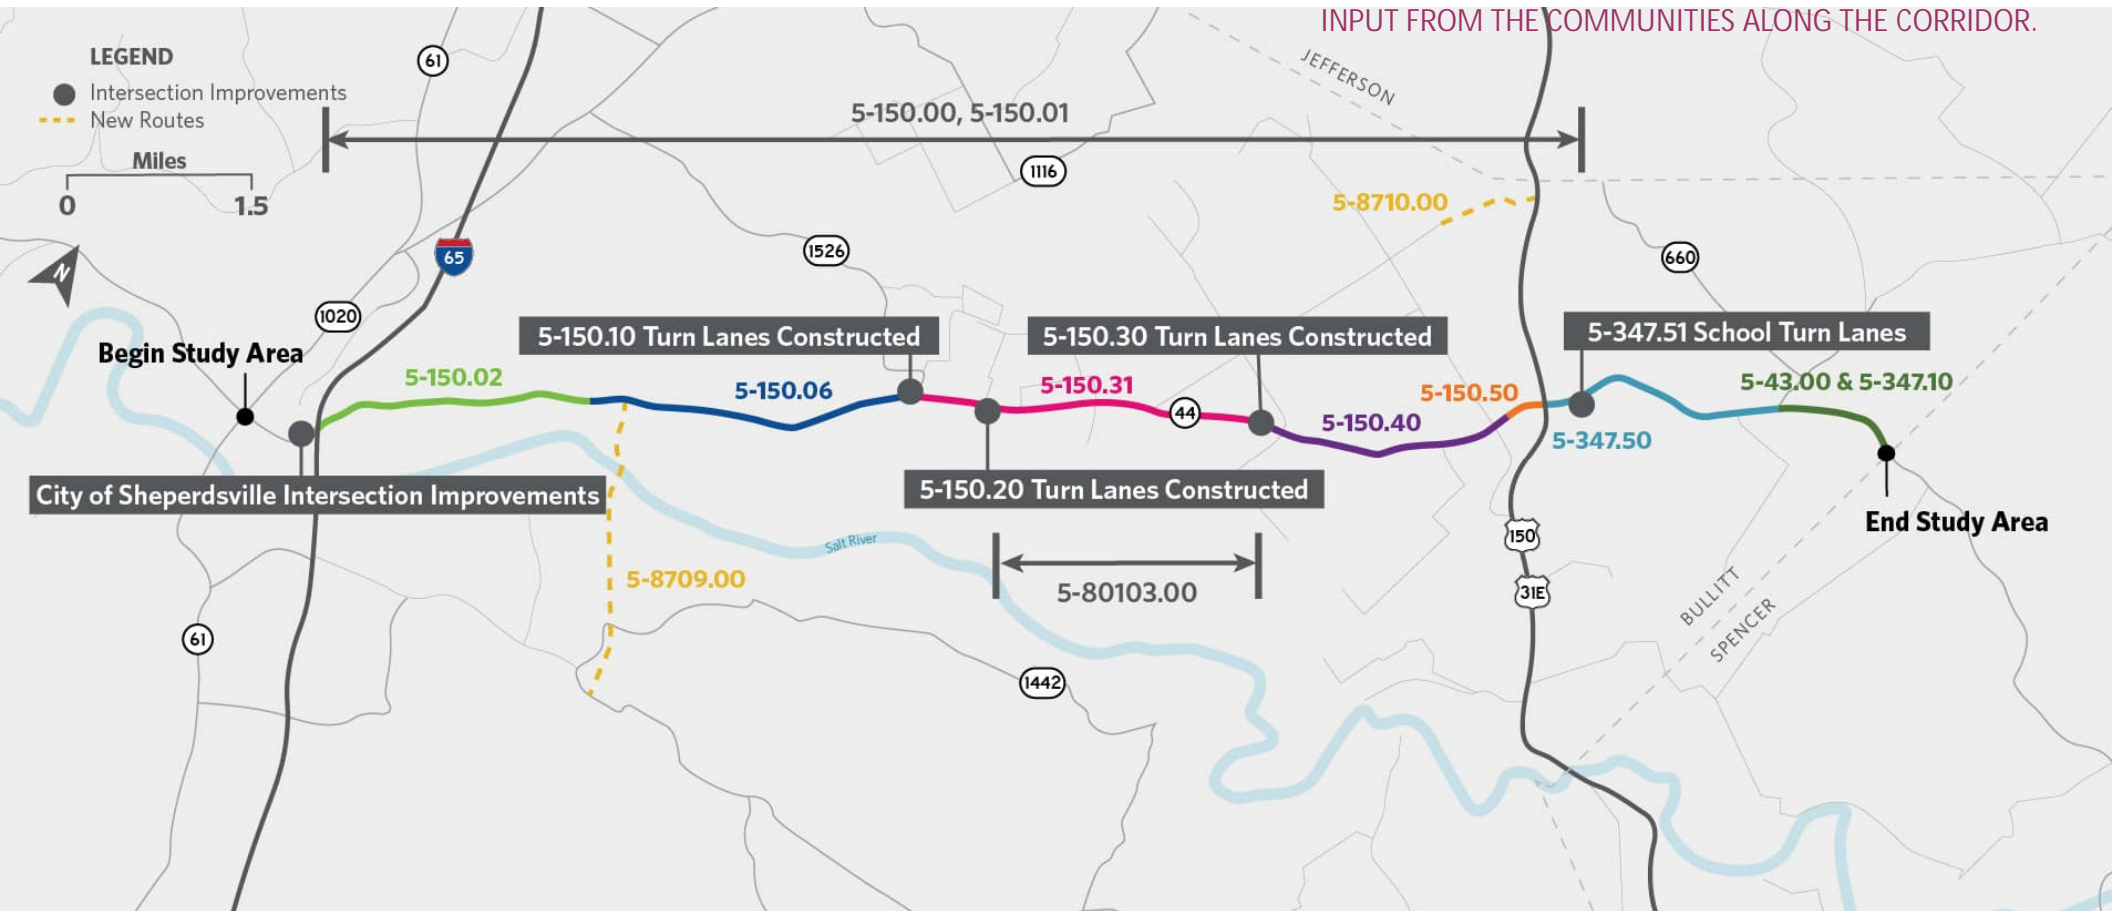 INPUT FROM THE COMMUNITIES ALONG THE CORRIDOR.
LEGEND
Intersection Improvements
New Routes
Miles
0 1.5
N
61
JEFFERSON
5-150.00, 5-150.01
1116
5-8710.00
1526
65
660
1020
Begin Study Area
5-150.10 Turn Lanes Constructed
5-150.30 Turn Lanes Constructed
5-347.51 School Turn Lanes
5-150.02
5-150.06
5-150.31
44
5-150.40
5-150.50
5-347.50
5-43.00 & 5-347.10
City of Sheperdsville Intersection Improvements
5-150.20 Turn Lanes Constructed
End Study Area
Salt River
150
5-8709.00
5-80103.00
31E
BULLITT
SPENCER
61
1442